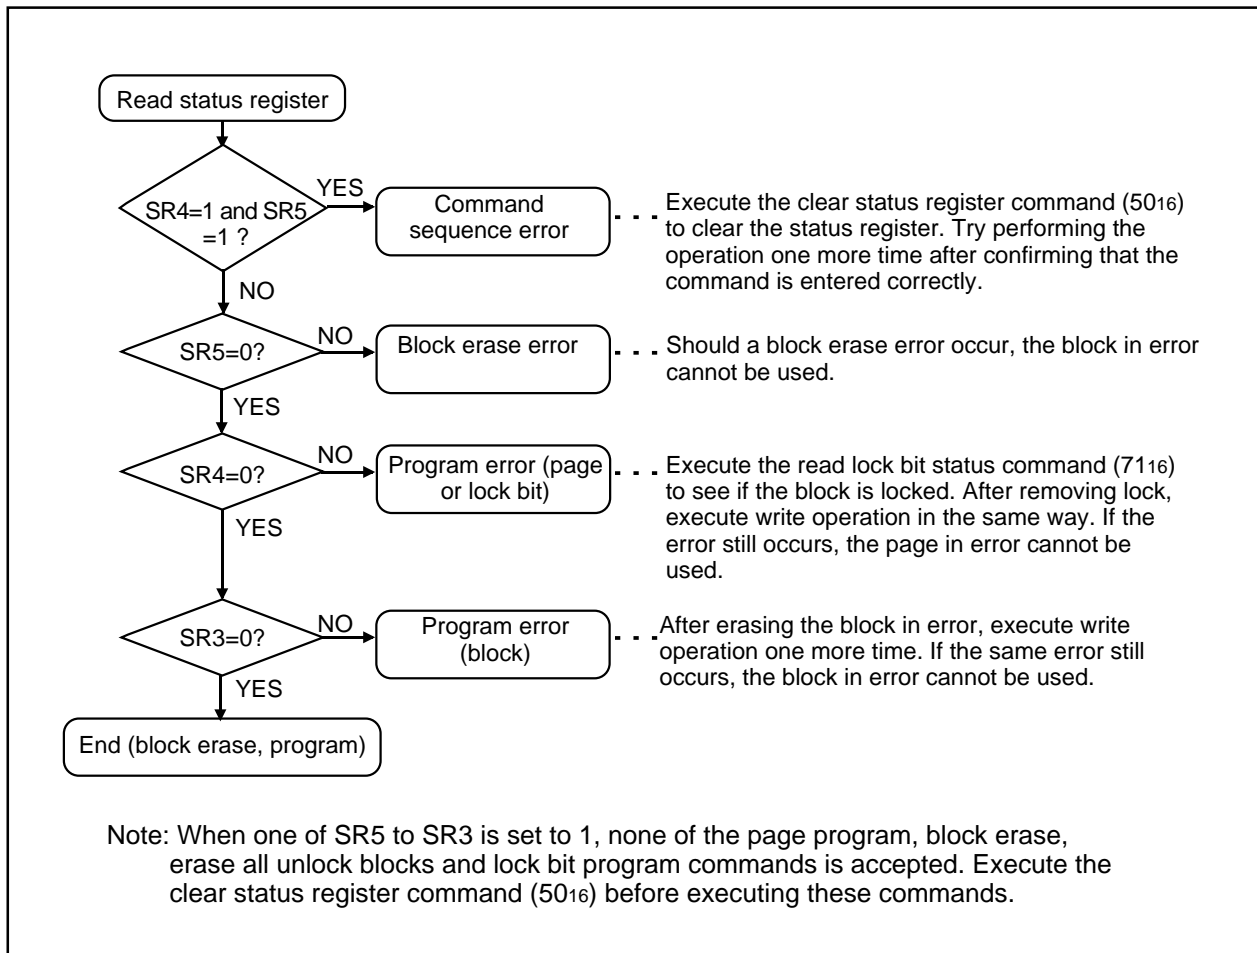 Read status register
SR4=1 and SR5
=1 ?
YES
Command
sequence error
Execute the clear status register command (5016)
to clear the status register. Try performing the
operation one more time after confirming that the
command is entered correctly.
NO
SR5=0?
NO
Block erase error
Should a block erase error occur, the block in error
cannot be used.
YES
SR4=0?
NO
Program error (page
or lock bit)
Execute the read lock bit status command (7116)
to see if the block is locked. After removing lock,
execute write operation in the same way. If the
error still occurs, the page in error cannot be
used.
YES
SR3=0?
NO
Program error
(block)
After erasing the block in error, execute write
operation one more time. If the same error still
occurs, the block in error cannot be used.
YES
End (block erase, program)
Note: When one of SR5 to SR3 is set to 1, none of the page program, block erase,
erase all unlock blocks and lock bit program commands is accepted. Execute the
clear status register command (5016) before executing these commands.